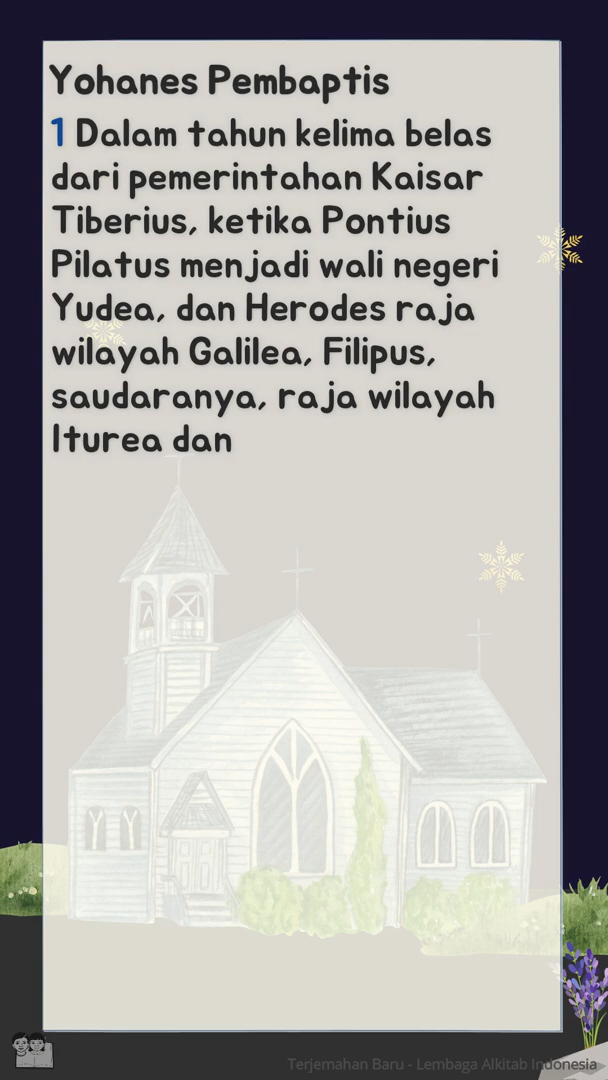 Yohanes Pembaptis
1 Dalam tahun kelima belas
dari pemerintahan Kaisar
Tiberius, ketika Pontius
Pilatus menjadi wali negeri
Yudea, dan Herodes raja
wilayah Galilea, Filipus,
saudaranya, raja wilayah
Iturea dan
Terjemahan Baru - Lembaga Alkitab Indonesia